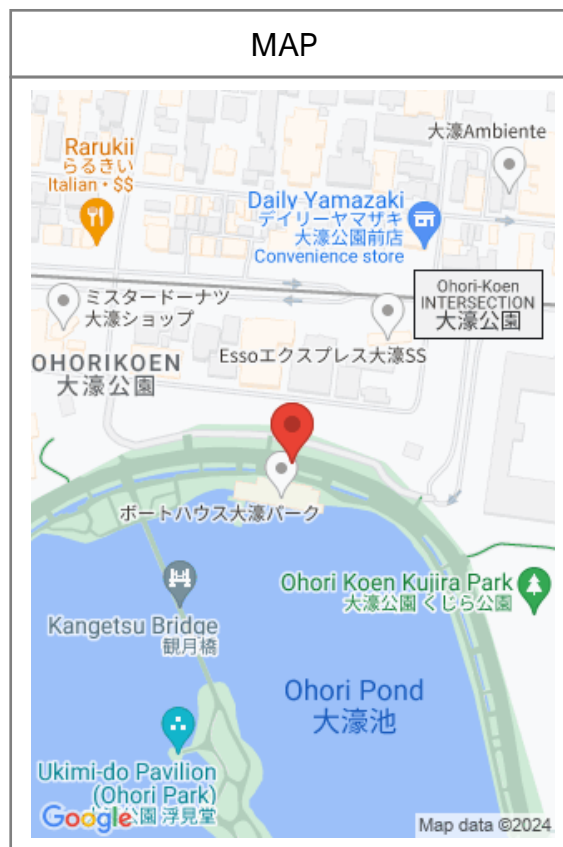 MAP
大濠Ambiente
Rarukii
らるきい
Italian • $$
Daily Yamazaki
デイリーヤマザキ
大濠公園前店
Convenience store
Ohori-Koen
INTERSECTION
大濠公園
ミスタードーナツ
大濠ショップ
Essoエクスプレス大濠SS
OHORIKOEN
大濠公園
ボートハウス大濠パーク
Ohori Koen Kujira Park
大濠公園 くじら公園
Kangetsu Bridge
観月橋
Ohori Pond
大濠池
Ukimi-do Pavilion
(Ohori Park)
公園 浮見堂
Google
Map data ©2024